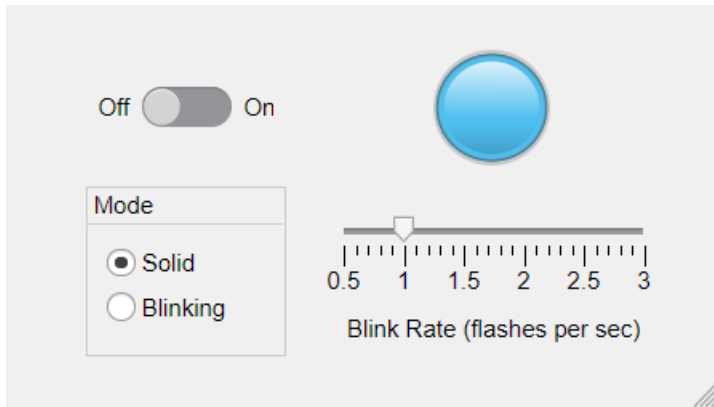 Off On
Mode
Solid
Blinking
0.5 1 1.5 2 2.5 3
Blink Rate (flashes per sec)